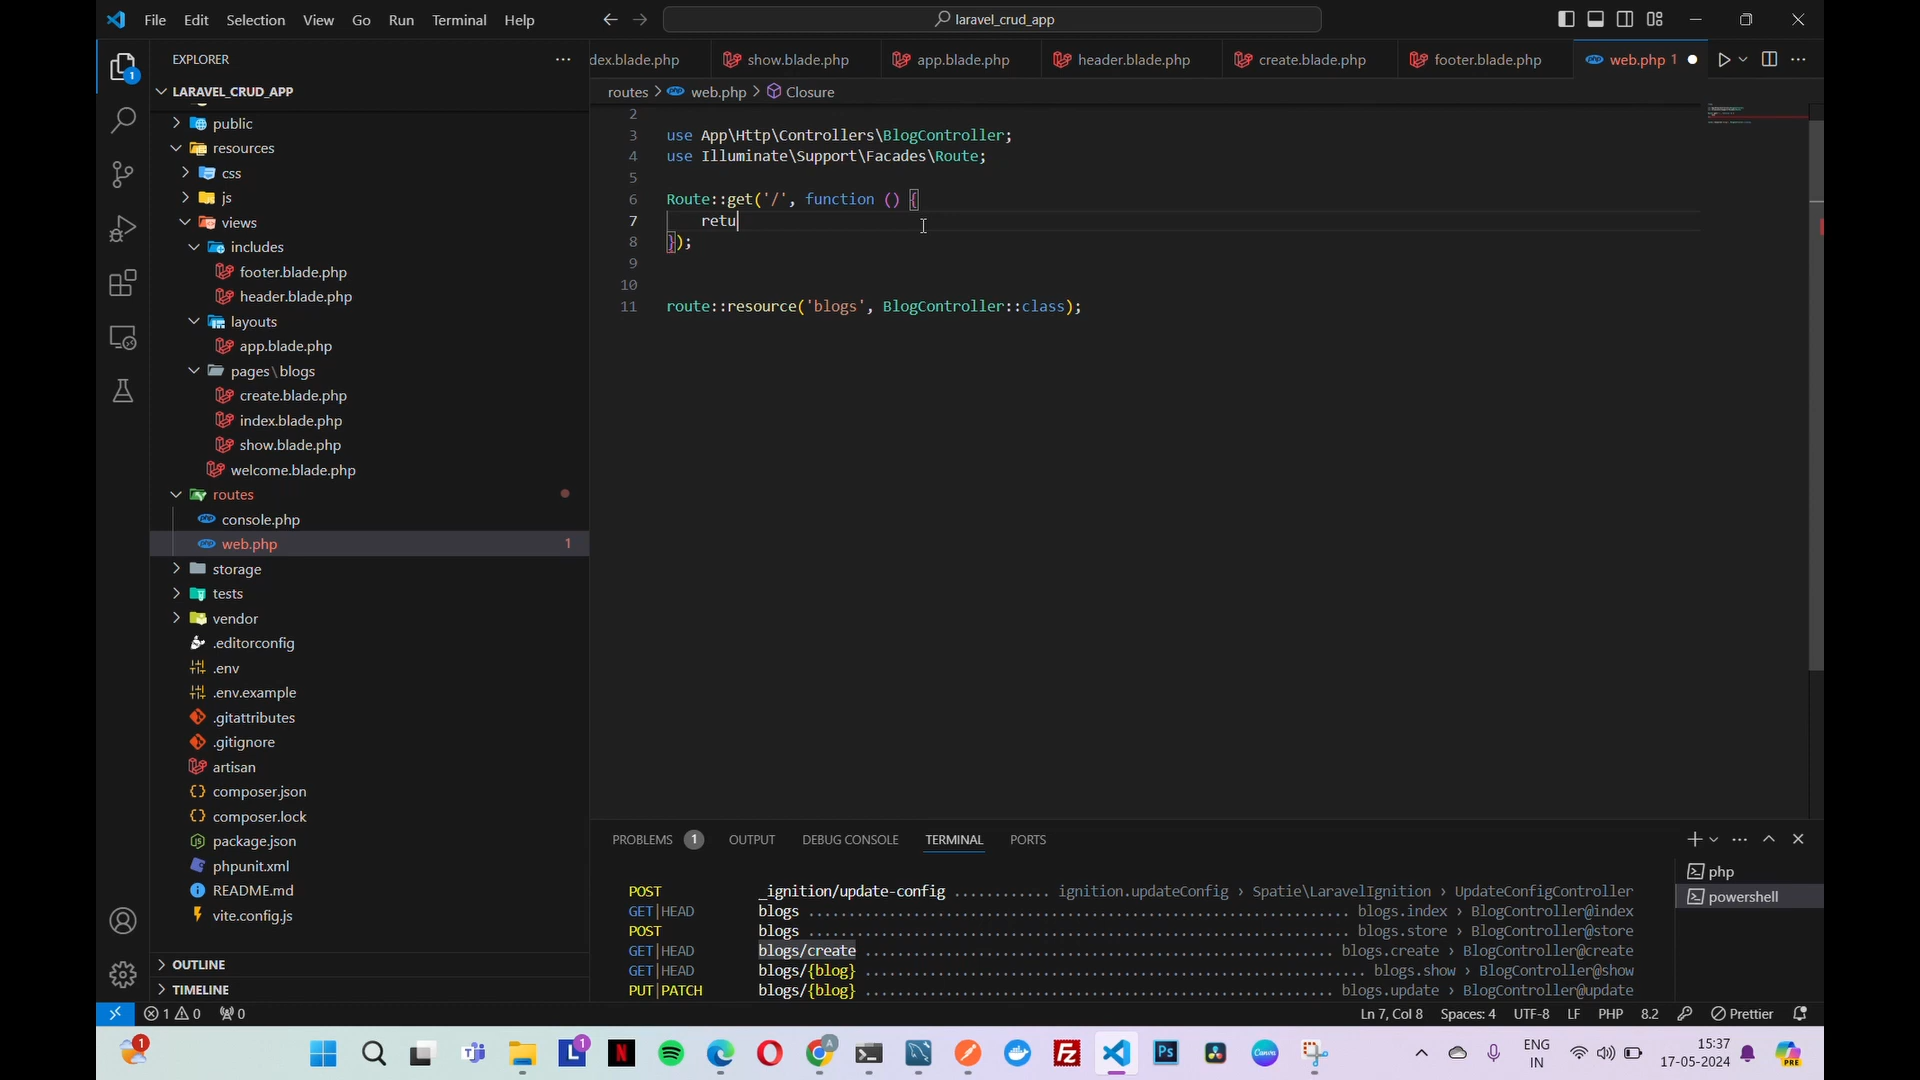 File Edit Selection View Go Run Terminal Help
laravel_crud_app
EXPLORER
LARAVEL_CRUD_APP
public
resources
css
js
views
includes
footer.blade.php
header.blade.php
layouts
app.blade.php
pages\blogs
create.blade.php
index.blade.php
show.blade.php
welcome.blade.php
routes
console.php
web.php 1
storage
tests
vendor
.editorconfig
.env
.env.example
.gitattributes
.gitignore
artisan
composer.json
composer.lock
package.json
phpunit.xml
README.md
vite.config.js
OUTLINE
TIMELINE
dex.blade.php show.blade.php app.blade.php header.blade.php create.blade.php footer.blade.php web.php 1
routes > web.php > Closure
2
3 use App\Http\Controllers\BlogController;
4 use Illuminate\Support\Facades\Route;
5
6 Route::get('/', function () {
7 retu
8 });
9
10
11 route::resource('blogs', BlogController::class);
PROBLEMS 1 OUTPUT DEBUG CONSOLE TERMINAL PORTS
POST _ignition/update-config ............ ignition.updateConfig › Spatie\LaravelIgnition › UpdateConfigController
GET|HEAD blogs ................................ blogs.index › BlogController@index
POST blogs ................................ blogs.store › BlogController@store
GET|HEAD blogs/create ................................ blogs.create › BlogController@create
GET|HEAD blogs/{blog} ................................ blogs.show › BlogController@show
PUT|PATCH blogs/{blog} ................................ blogs.update › BlogController@update
php
powershell
1 0 0 Ln 7, Col 8 Spaces: 4 UTF-8 LF PHP 8.2 Prettier
1
ENG
IN
15:37
17-05-2024